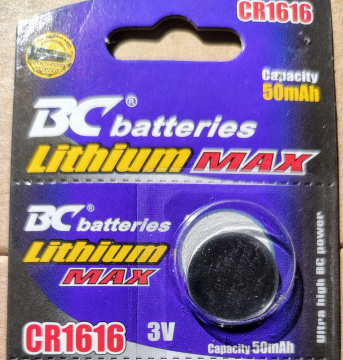 CR1616
Capacity
50mAh
BC® batteries
Lithium MAX
BC® batteries
Lithium
MAX
CR1616
3V
Capacity 50mAh
Ultra high BC power